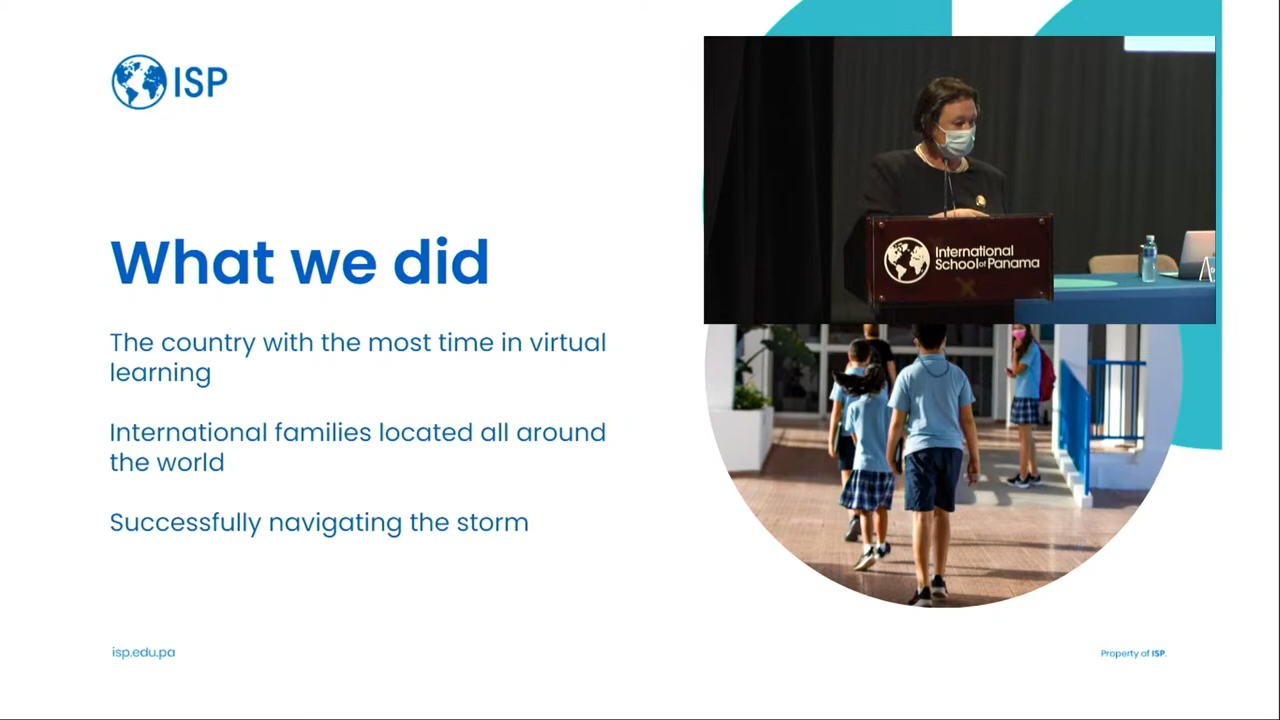 ISP
What we did
The country with the most time in virtual
learning
International families located all around
the world
Successfully navigating the storm
International
School of Panama
isp.edu.pa
Property of ISP.